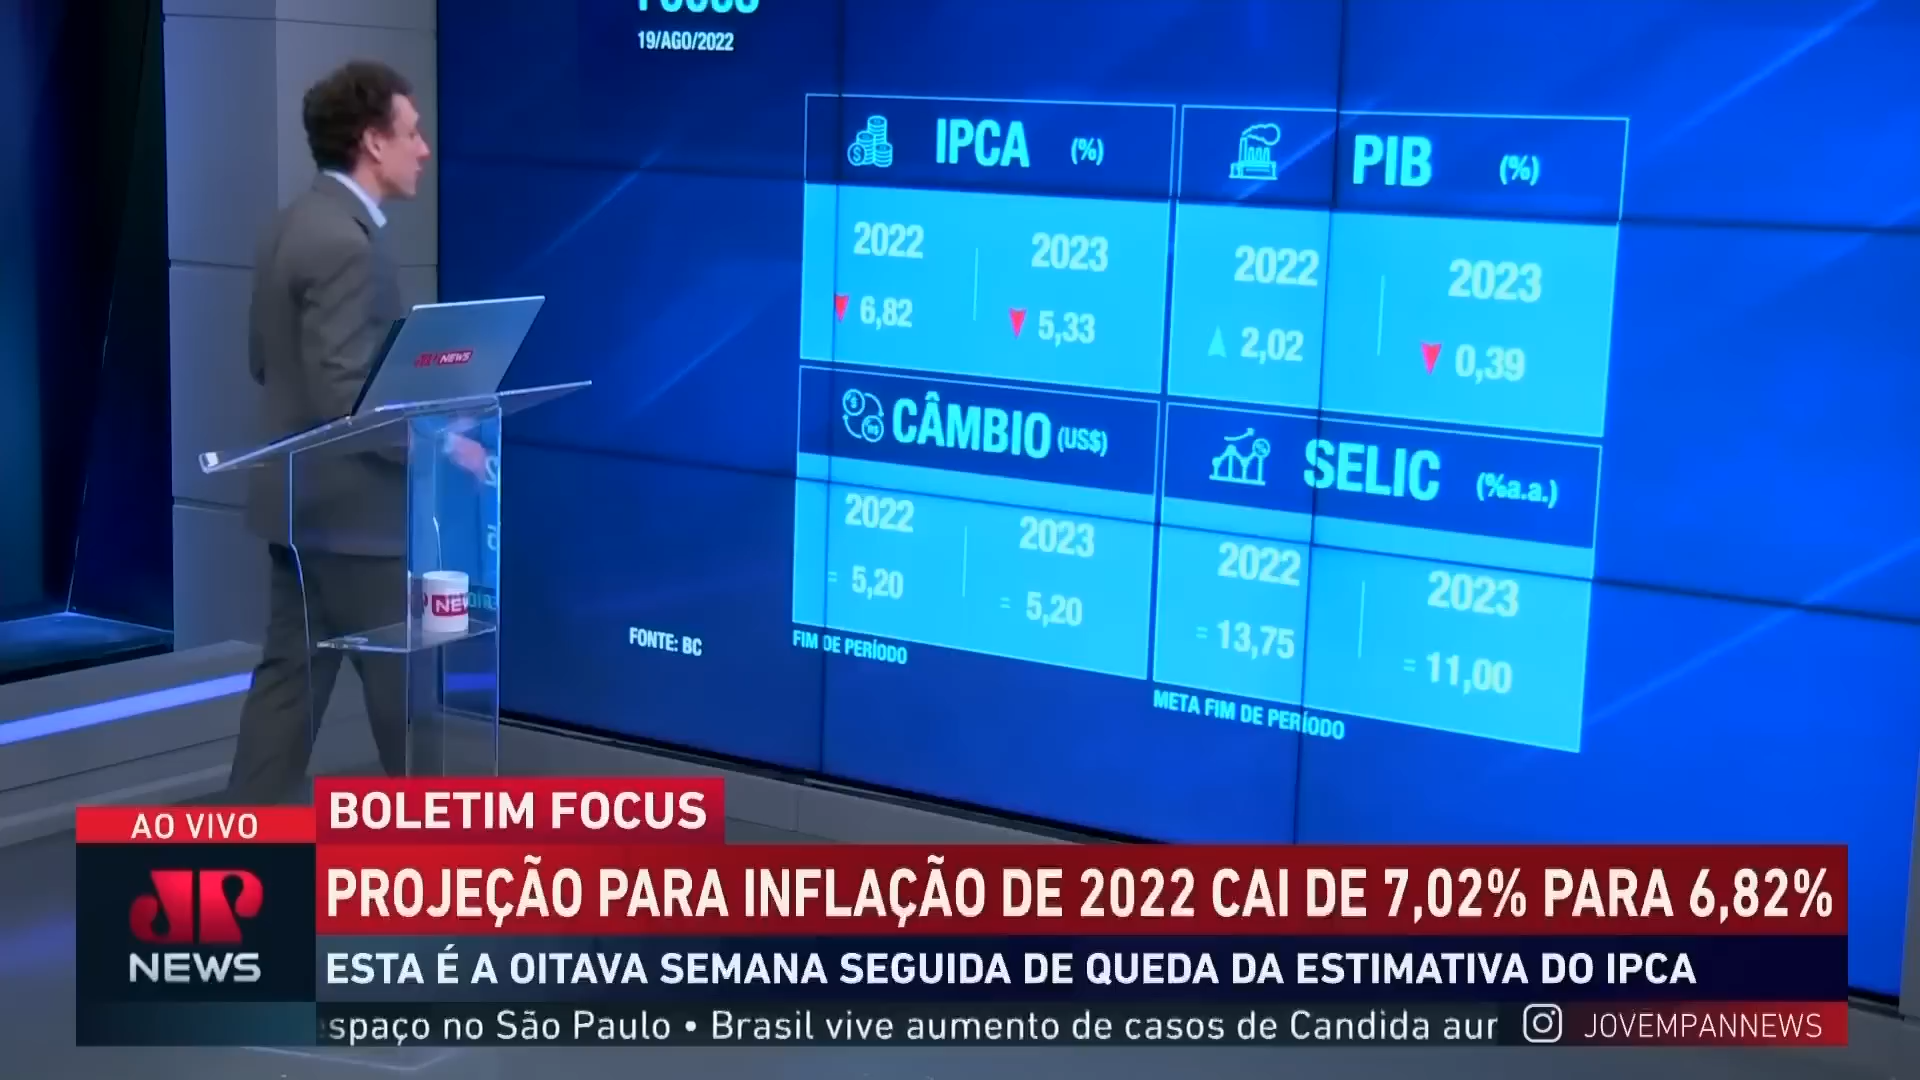 FOCUS
19/AGO/2022
IPCA (%)
2022 2023
6,82 5,33
PIB (%)
2022 2023
2,02 0,39
CÂMBIO (US$)
2022 2023
= 5,20 = 5,20
FIM DE PERÍODO
SELIC (%a.a.)
2022 2023
= 13,75 = 11,00
META FIM DE PERÍODO
FONTE: BC
JP NEWS
NEWS
BOLETIM FOCUS
AO VIVO
PROJEÇÃO PARA INFLAÇÃO DE 2022 CAI DE 7,02% PARA 6,82%
ESTA É A OITAVA SEMANA SEGUIDA DE QUEDA DA ESTIMATIVA DO IPCA
JP
NEWS
spaço no São Paulo • Brasil vive aumento de casos de Candida aur
JOVEMPANNEWS